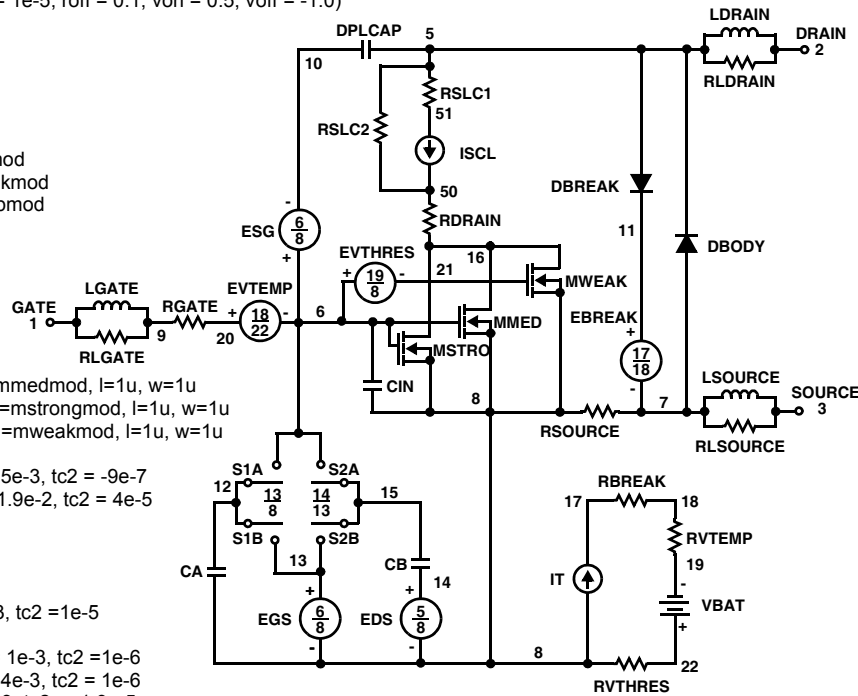 = 1e-5, roff = 0.1, von = 0.5, voff = -1.0)
LDRAIN
DPLCAP
5
DRAIN
2
10
RLDRAIN
RSLC1
51
RSLC2
ISCL
nod
kmod
omod
DBREAK
50
RDRAIN
ESG
6
8
-
+
11
DBODY
EVTHRES
+
19
8
-
21
16
MWEAK
LGATE
EVTEMP
GATE
1
RGATE
+
18
22
-
6
MMED
EBREAK
+
9
20
MSTRO
17
18
-
RLGATE
LSOURCE
SOURCE
3
mmedmod, l=1u, w=1u
=mstrongmod, l=1u, w=1u
=mweakmod, l=1u, w=1u
CIN
8
7
RSOURCE
RLSOURCE
5e-3, tc2 = -9e-7
1.9e-2, tc2 = 4e-5
S1A
S2A
12
13
8
14
13
15
RBREAK
17
18
S1B
S2B
RVTEMP
13
CB
19
CA
14
IT
-
VBAT
+
3, tc2 =1e-5
+
EGS
6
8
-
+
EDS
5
8
-
1e-3, tc2 =1e-6
8
22
4e-3, tc2 = 1e-6
RVTHRES